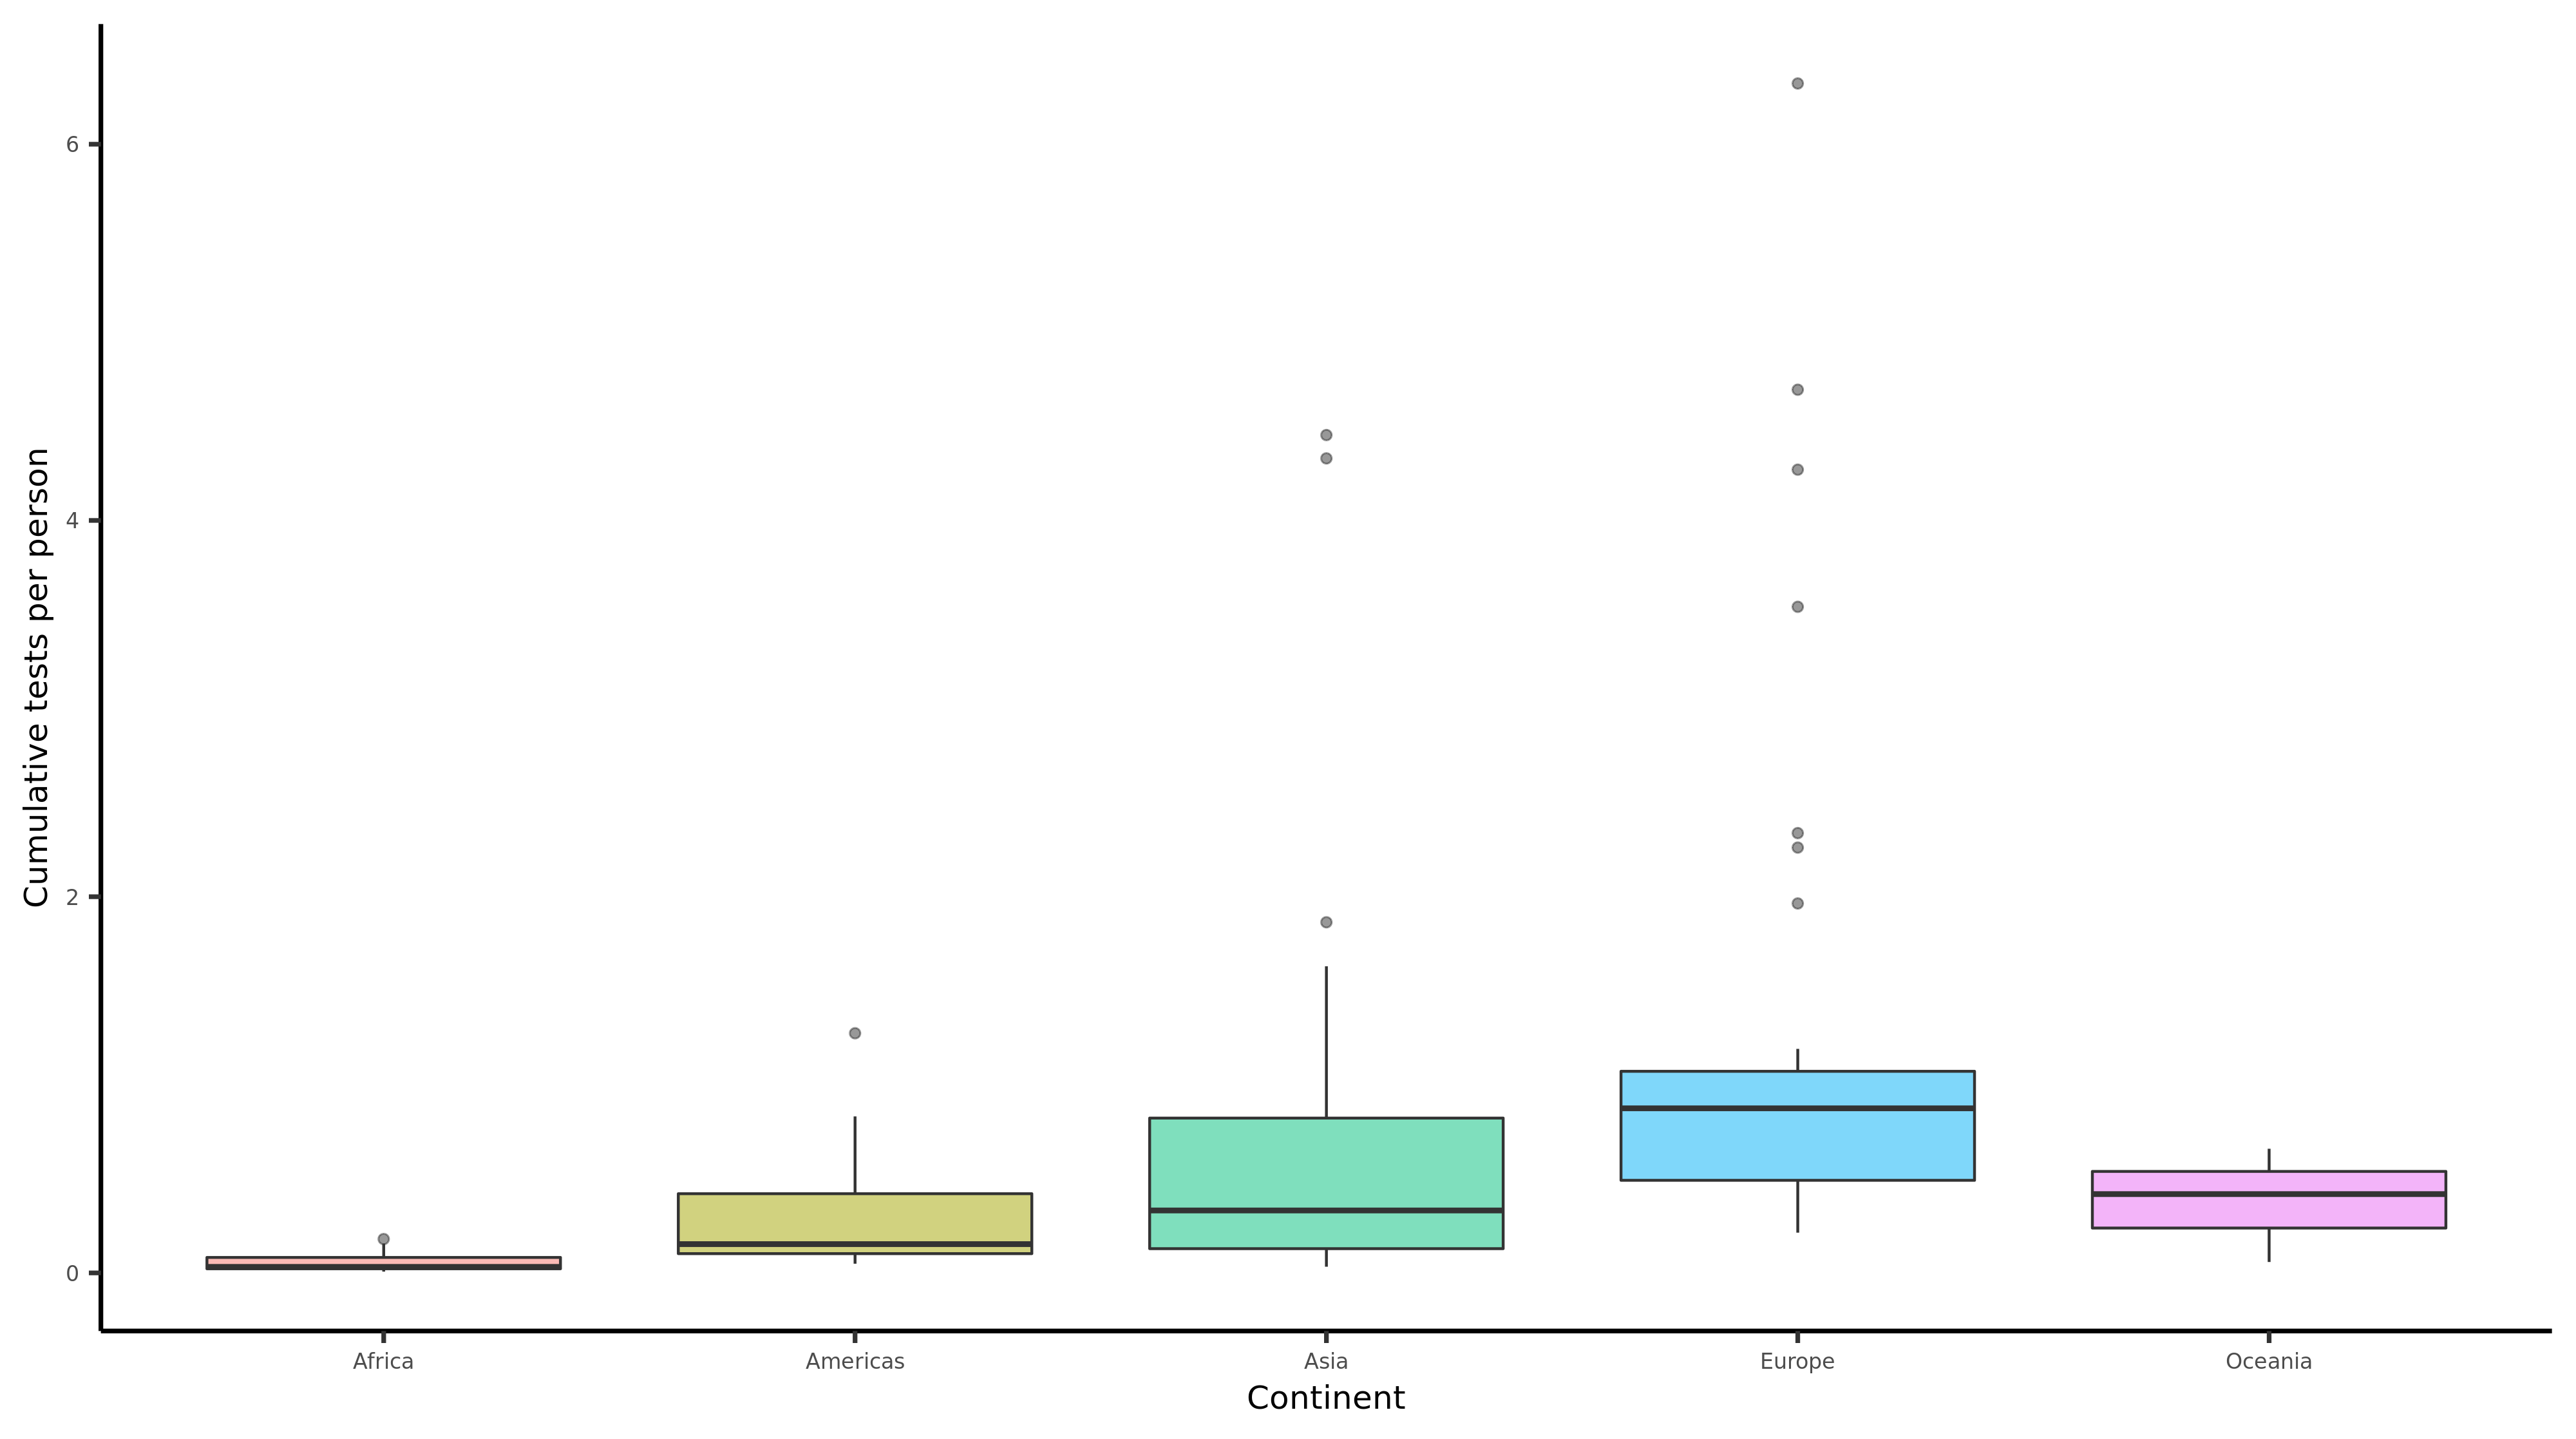 Cumulative tests per person
6
4
2
0
Africa Americas Asia Europe Oceania
Continent